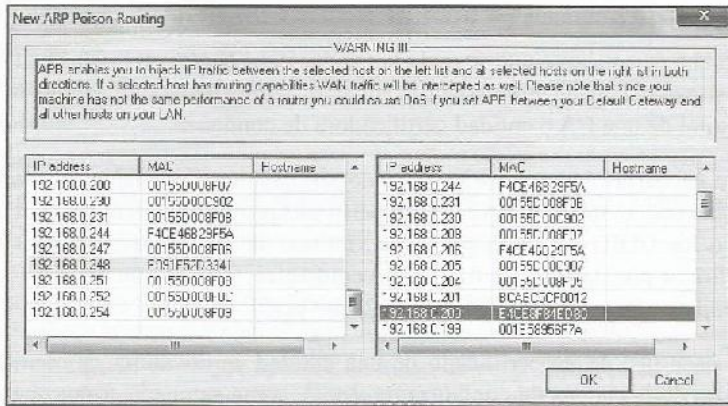 New ARP Poison Routing
WARNING !!!
APR enables you to hijack IP traffic between the selected host on the left list and all selected hosts on the right list in both
directions. If a selected host has routing capabilities WAN traffic will be intercepted as well. Please note that since your
machine has not the same performance of a router you could cause DoS if you set APR between your Default Gateway and
all other hosts on your LAN.
IP address MAC Hostname
192.168.0.208 00155D008F07
192.168.0.230 00155D00C902
192.168.0.231
192.168.0.244 F4CE46B29F5A
192.168.0.247
192.168.0.248
192.168.0.251
192.168.0.252
192.168.0.254 00155D008F09
IP address MAC Hostname
192.168.0.244 F4CE46B29F5A
192.168.0.231
192.168.0.230 00155D00C902
192.168.0.208 00155D008F07
192.168.0.206
192.168.0.205 00155D00C907
192.168.0.204
192.168.0.201
192.168.0.200
192.168.0.199
OK Cancel